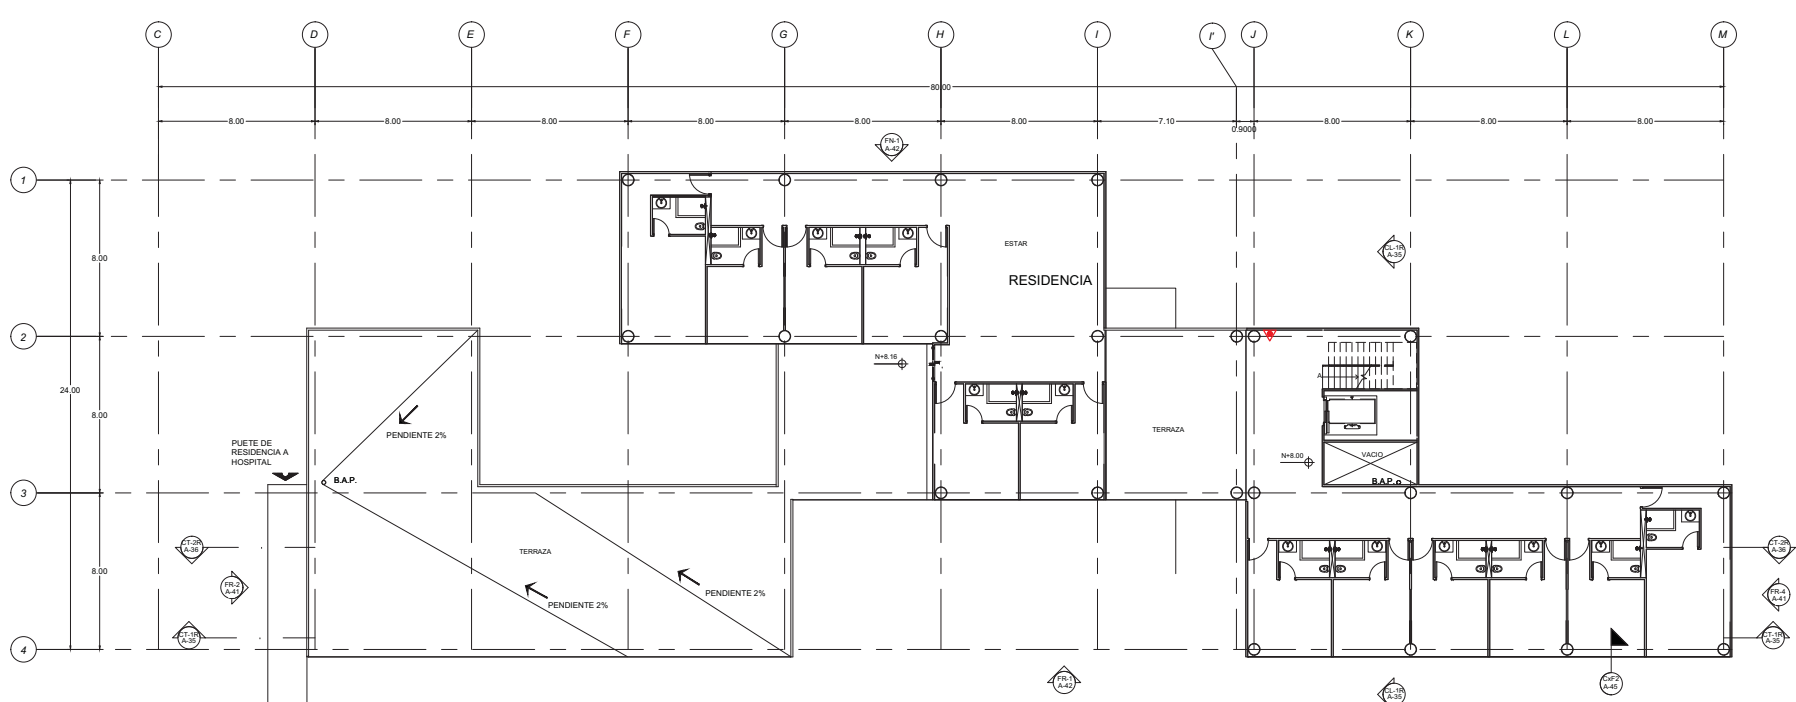 C D E F G H I I' J K L M
80.00
8.00 8.00 8.00 8.00 8.00 8.00 7.10 0.9000 8.00 8.00 8.00
FN-1
A-42
1
8.00
ESTAR
CL-1R
A-35
RESIDENCIA
2
N+8.16
24.00
8.00
PENDIENTE 2%
TERRAZA
A
PUETE DE
RESIDENCIA A
HOSPITAL
N+8.00
VACIO
B.A.P.
B.A.P.
3
CT-2R
A-36
TERRAZA
CT-2R
A-36
8.00
FR-2
A-41
PENDIENTE 2%
PENDIENTE 2%
FR-4
A-41
CT-1R
A-35
CT-1R
A-35
4
FR-1
A-42
CL-1R
A-35
CxF2
A-45